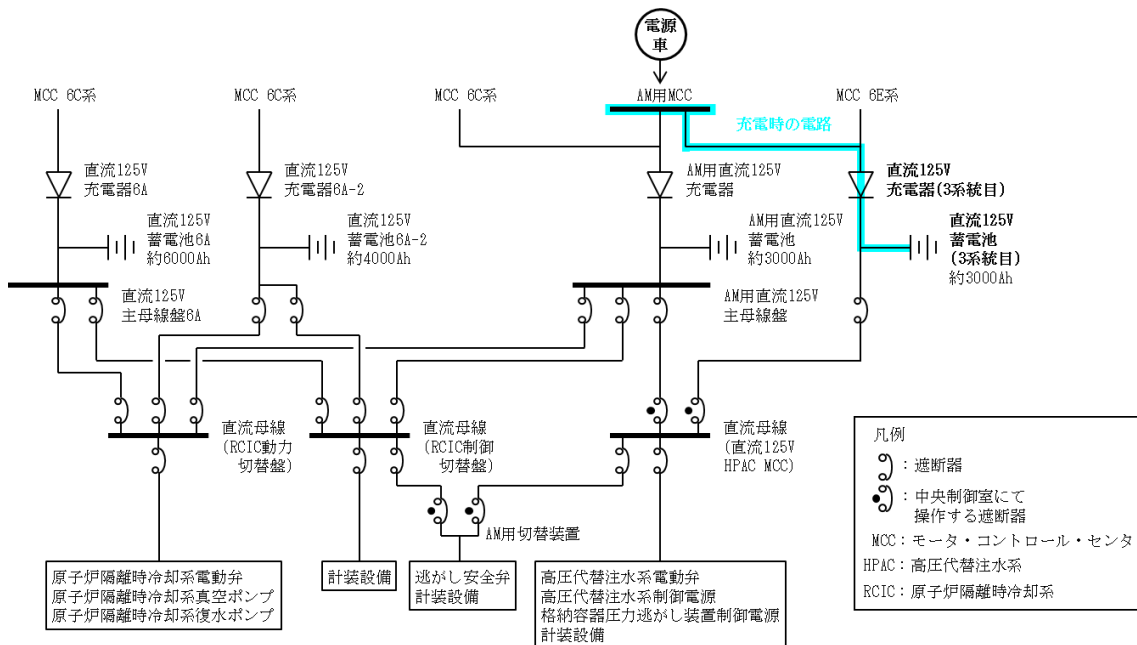 電源
車
MCC 6C系
MCC 6C系
MCC 6C系
AM用MCC
MCC 6E系
充電時の電路
直流125V
充電器6A
直流125V
充電器6A-2
AM用直流125V
充電器
直流125V
充電器(3系統目)
直流125V
蓄電池6A
約6000Ah
直流125V
蓄電池6A-2
約4000Ah
AM用直流125V
蓄電池
約3000Ah
直流125V
蓄電池
(3系統目)
約3000Ah
直流125V
主母線盤6A
AM用直流125V
主母線盤
直流母線
(RCIC動力
切替盤)
直流母線
(RCIC制御
切替盤)
直流母線
(直流125V
HPAC MCC)
AM用切替装置
原子炉隔離時冷却系電動弁
原子炉隔離時冷却系真空ポンプ
原子炉隔離時冷却系復水ポンプ
計装設備
逃がし安全弁
計装設備
高圧代替注水系電動弁
高圧代替注水系制御電源
格納容器圧力逃がし装置制御電源
計装設備
凡例
：遮断器
：中央制御室にて
操作する遮断器
MCC：モータ・コントロール・センタ
HPAC：高圧代替注水系
RCIC：原子炉隔離時冷却系